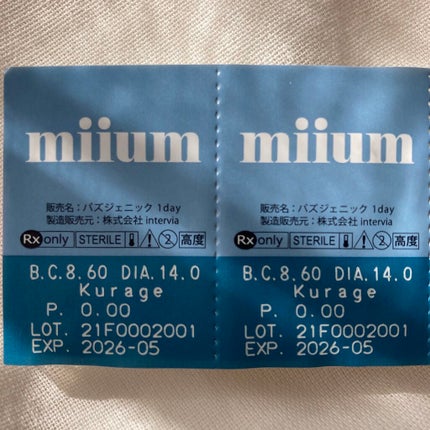 miium
販売名：バズジェニック 1day
製造販売元：株式会社 intervia
Rx only STERILE 高度
B.C.8.60 DIA.14.0
Kurage
P. 0.00
LOT. 21F0002001
EXP. 2026-05
miium
販売名：バズジェニック 1day
製造販売元：株式会社 intervia
Rx only STERILE 高度
B.C.8.60 DIA.14.0
Kurage
P. 0.00
LOT. 21F0002001
EXP. 2026-05